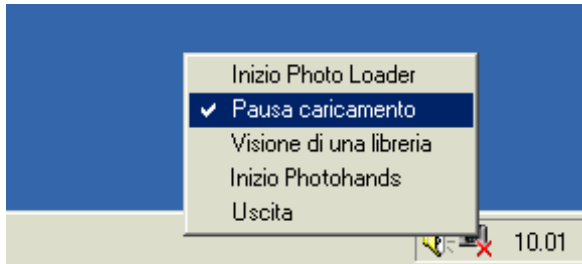 Inizio Photo Loader
Pausa caricamento
Visione di una libreria
Inizio Photohands
Uscita
10.01